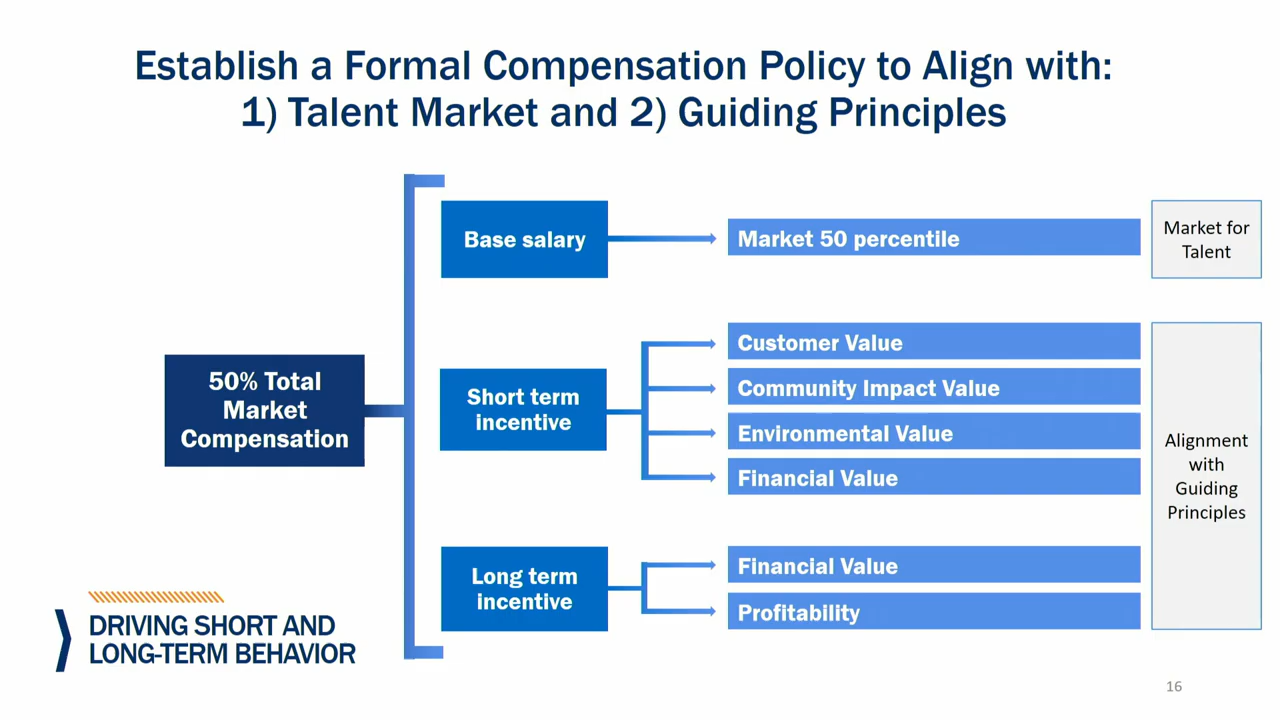 Establish a Formal Compensation Policy to Align with:
1) Talent Market and 2) Guiding Principles
50% Total
Market
Compensation
Base salary
Market 50 percentile
Market for
Talent
Short term
incentive
Customer Value
Community Impact Value
Environmental Value
Financial Value
Long term
incentive
Financial Value
Profitability
Alignment
with
Guiding
Principles
DRIVING SHORT AND
LONG-TERM BEHAVIOR
16